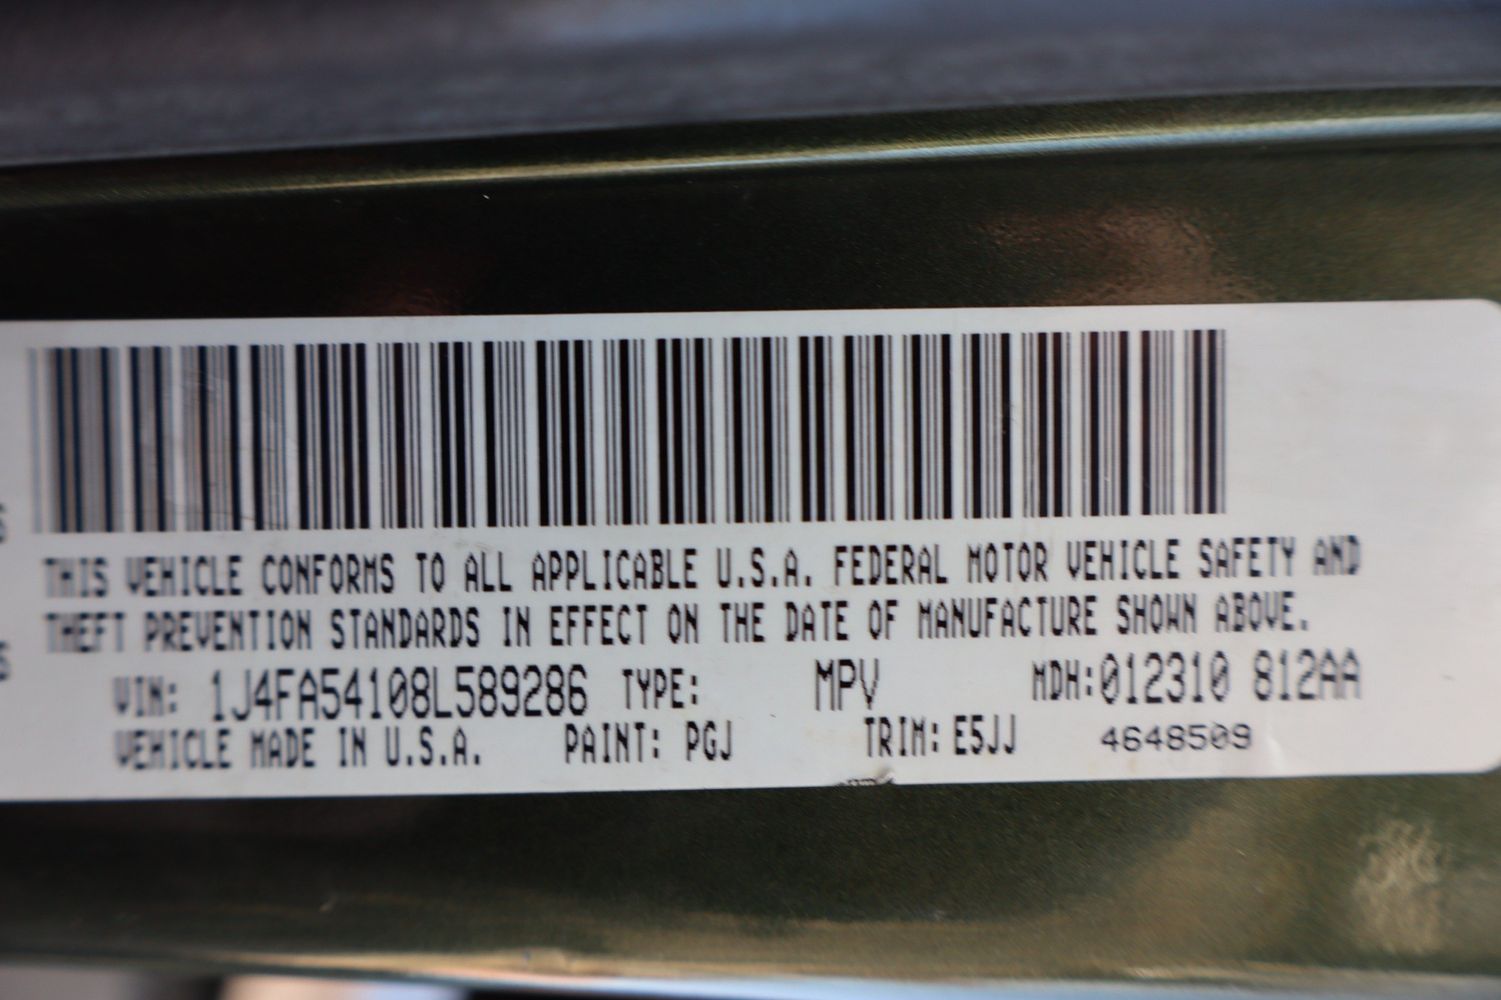 THIS VEHICLE CONFORMS TO ALL APPLICABLE U.S.A. FEDERAL MOTOR VEHICLE SAFETY AND
THEFT PREVENTION STANDARDS IN EFFECT ON THE DATE OF MANUFACTURE SHOWN ABOVE.
VIN: 1J4FA54108L589286 TYPE: MPV MDH:012310 812AA
VEHICLE MADE IN U.S.A. PAINT: PGJ TRIM: E5JJ 4648509